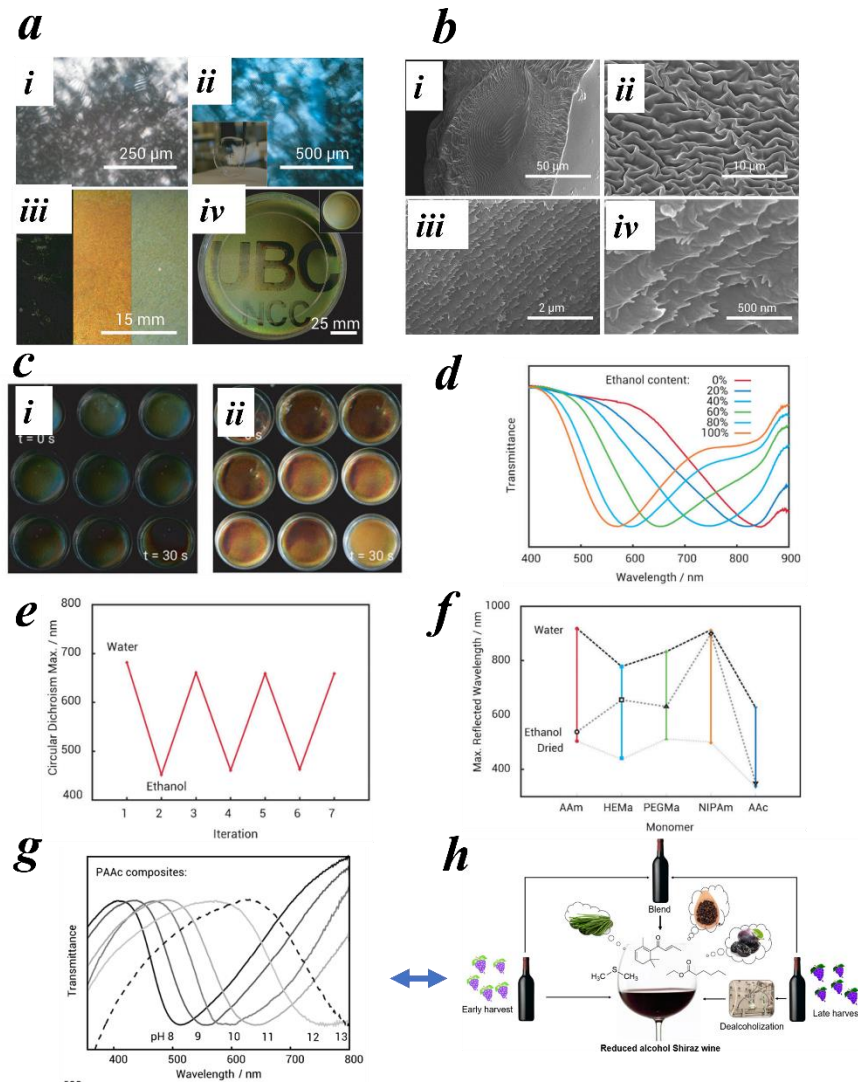 a
b
i
250 µm
ii
500 µm
iii
15 mm
iv
UBC
NCC
25 mm
i
50 µm
ii
10 µm
iii
2 µm
iv
500 nm
c
i
t = 0 s
t = 30 s
ii
t = 30 s
d
Ethanol content:
0%
20%
40%
60%
80%
100%
Transmittance
400
500
600
700
800
900
Wavelength / nm
e
800
700
600
500
400
Circular Dichroism Max. / nm
Water
Ethanol
1
2
3
4
5
6
7
Iteration
f
1000
800
600
400
Max. Reflected Wavelength / nm
Water
Ethanol
Dried
AAm
HEMa
PEGMa
NIPAm
AAc
Monomer
g
PAAc composites:
Transmittance
pH 8
9
10
11
12
13
400
500
600
700
800
Wavelength / nm
h
Blend
O
H₃C
S
CH₃
O
O
Early harvest
Dealcoholization
Late harvest
Reduced alcohol Shiraz wine